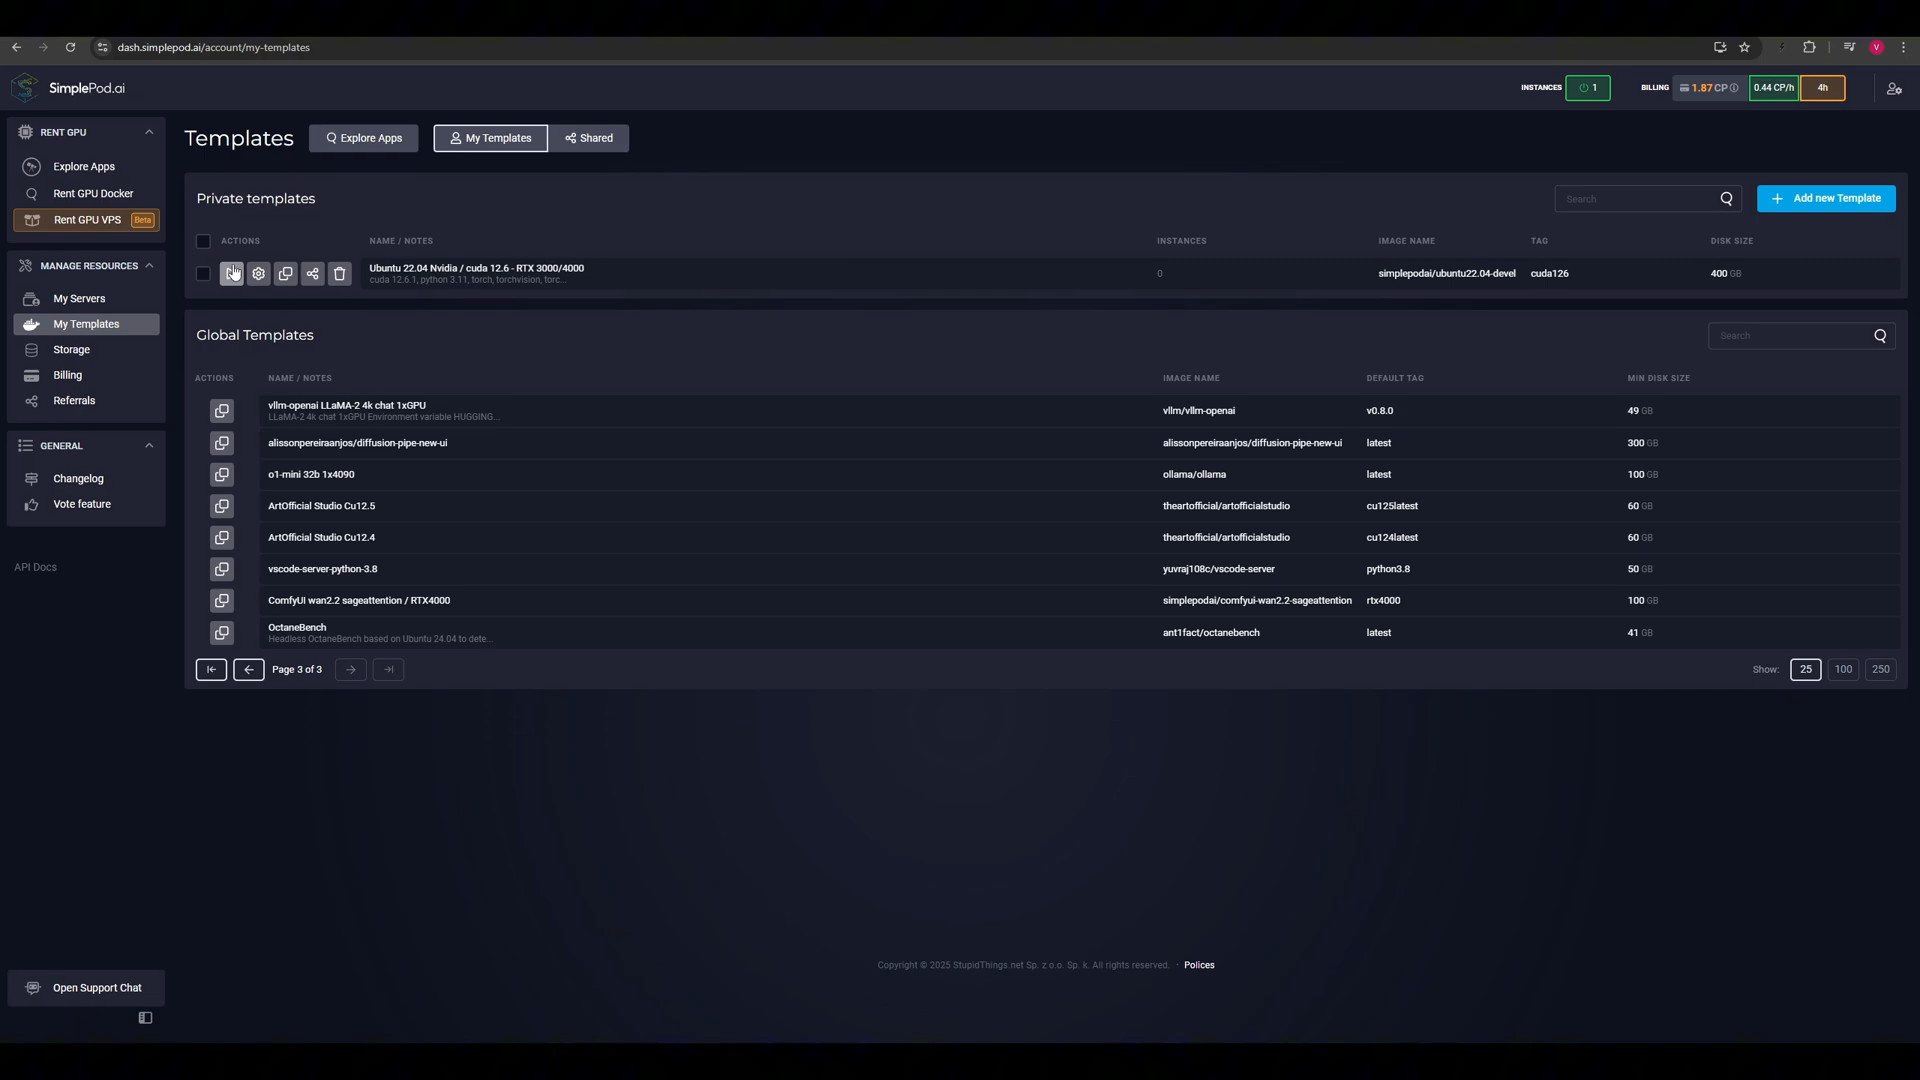 dash.simplepod.ai/account/my-templates
V
SimplePod.ai
INSTANCES 1 BILLING 1.87 CP 0.44 CP/h 4h
RENT GPU
Explore Apps
Rent GPU Docker
Rent GPU VPS Beta
MANAGE RESOURCES
My Servers
My Templates
Storage
Billing
Referrals
GENERAL
Changelog
Vote feature
API Docs
Open Support Chat
Templates Explore Apps My Templates Shared
Private templates Search Add new Template
ACTIONS NAME / NOTES INSTANCES IMAGE NAME TAG DISK SIZE
Ubuntu 22.04 Nvidia / cuda 12.6 - RTX 3000/4000 0 simplepodai/ubuntu22.04-devel cuda126 400 GB
cuda 12.6.1, python 3.11, torch, torchvision, torc...
Global Templates Search
ACTIONS NAME / NOTES IMAGE NAME DEFAULT TAG MIN DISK SIZE
vllm-openai LLaMA-2 4k chat 1xGPU vllm/vllm-openai v0.8.0 49 GB
LLaMA-2 4k chat 1xGPU Environment variable HUGGING...
alissonpereiraanjos/diffusion-pipe-new-ui alissonpereiraanjos/diffusion-pipe-new-ui latest 300 GB
o1-mini 32b 1x4090 ollama/ollama latest 100 GB
ArtOfficial Studio Cu12.5 theartofficial/artofficialstudio cu125latest 60 GB
ArtOfficial Studio Cu12.4 theartofficial/artofficialstudio cu124latest 60 GB
vscode-server-python-3.8 yuvraj108c/vscode-server python3.8 50 GB
ComfyUI wan2.2 sageattention / RTX4000 simplepodai/comfyui-wan2.2-sageattention rtx4000 100 GB
OctaneBench ant1fact/octanebench latest 41 GB
Headless OctaneBench based on Ubuntu 24.04 to dete...
Page 3 of 3 Show: 25 100 250
Copyright © 2025 StupidThings.net Sp. z o.o. Sp. k. All rights reserved. · Polices